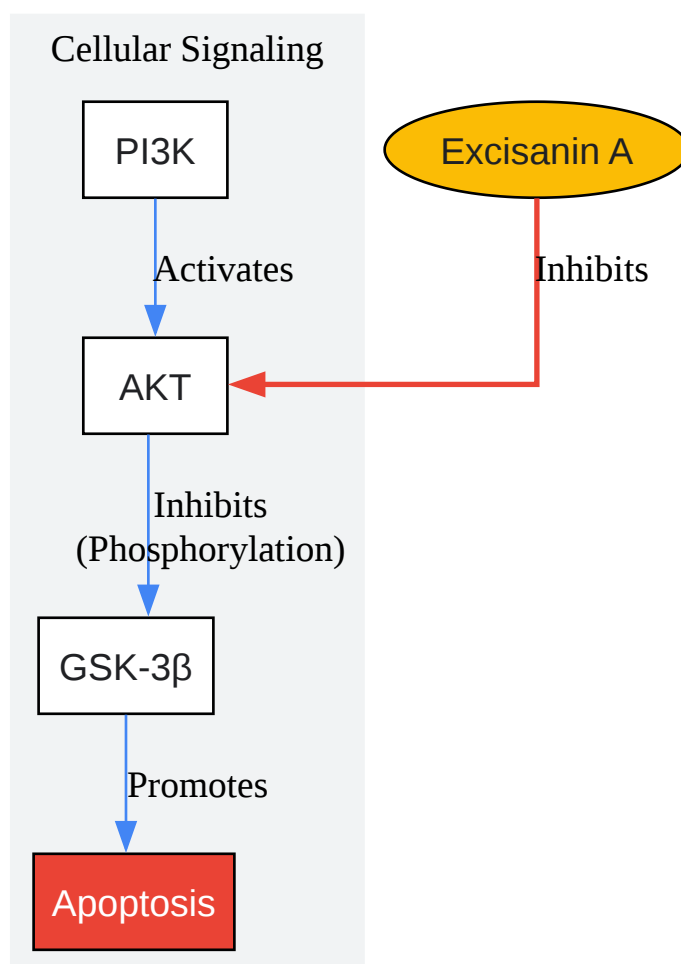 Cellular Signaling
PI3K
Excisanin A
Activates
Inhibits
AKT
Inhibits
(Phosphorylation)
GSK-3β
Promotes
Apoptosis